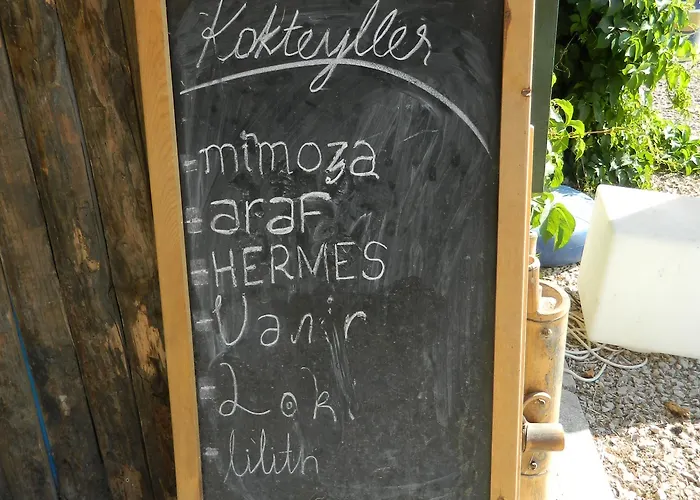 Kokteyller
- mimoza
= araf
= HERMES
- Vanir
= Loki
- lilith